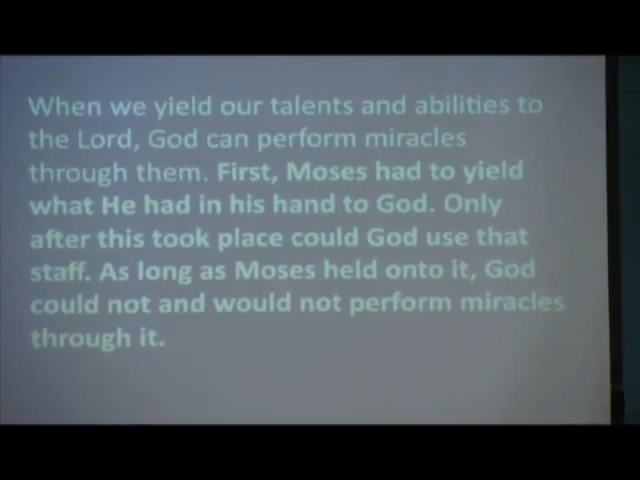 When we yield our talents and abilities to
the Lord, God can perform miracles
through them. First, Moses had to yield
what He had in his hand to God. Only
after this took place could God use that
staff. As long as Moses held onto it, God
could not and would not perform miracles
through it.